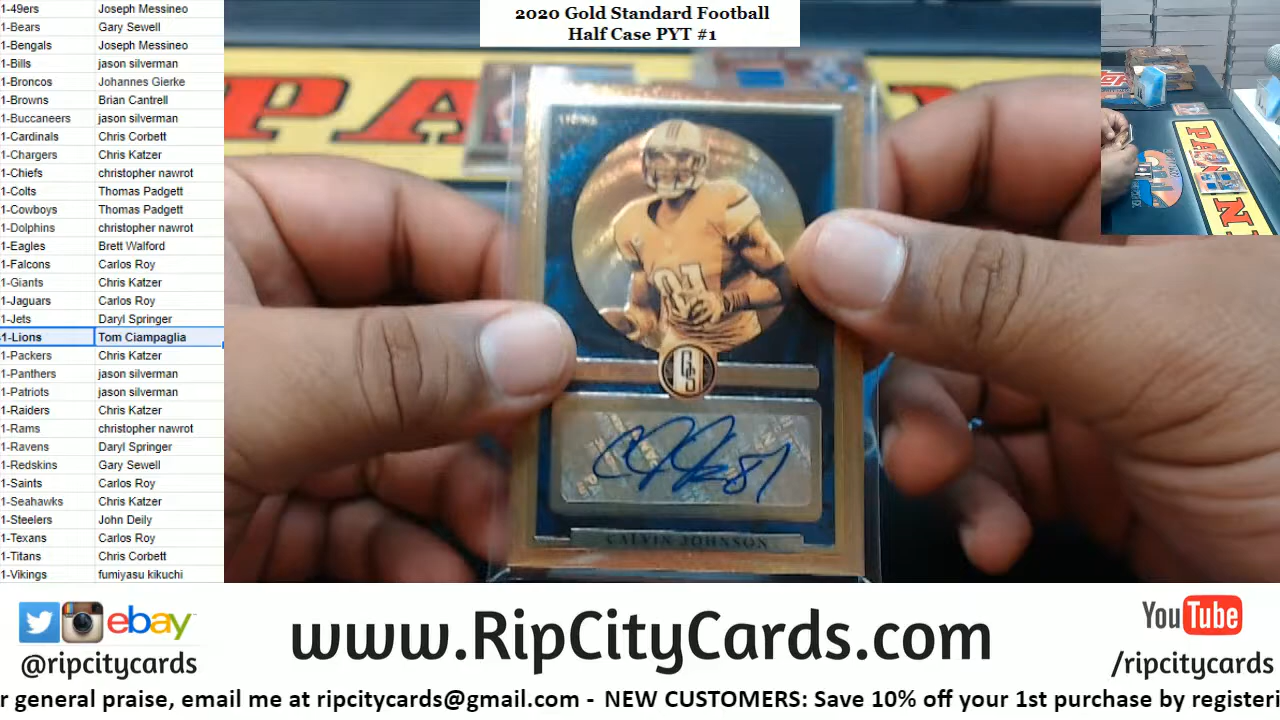 2020 Gold Standard Football
Half Case PYT #1
1-49ers Joseph Messineo
1-Bears Gary Sewell
1-Bengals Joseph Messineo
1-Bills jason silverman
1-Broncos Johannes Gierke
1-Browns Brian Cantrell
1-Buccaneers jason silverman
1-Cardinals Chris Corbett
1-Chargers Chris Katzer
1-Chiefs christopher nawrot
1-Colts Thomas Padgett
1-Cowboys Thomas Padgett
1-Dolphins christopher nawrot
1-Eagles Brett Walford
1-Falcons Carlos Roy
1-Giants Chris Katzer
1-Jaguars Carlos Roy
1-Jets Daryl Springer
1-Lions Tom Ciampaglia
1-Packers Chris Katzer
1-Panthers jason silverman
1-Patriots jason silverman
1-Raiders Chris Katzer
1-Rams christopher nawrot
1-Ravens Daryl Springer
1-Redskins Gary Sewell
1-Saints Carlos Roy
1-Seahawks Chris Katzer
1-Steelers John Deily
1-Texans Carlos Roy
1-Titans Chris Corbett
1-Vikings fumiyasu kikuchi
PA
LIONS
81
GS
81
CALVIN JOHNSON
PANIN
ebay
@ripcitycards
www.RipCityCards.com
YouTube
/ripcitycards
r general praise, email me at ripcitycards@gmail.com - NEW CUSTOMERS: Save 10% off your 1st purchase by registeri